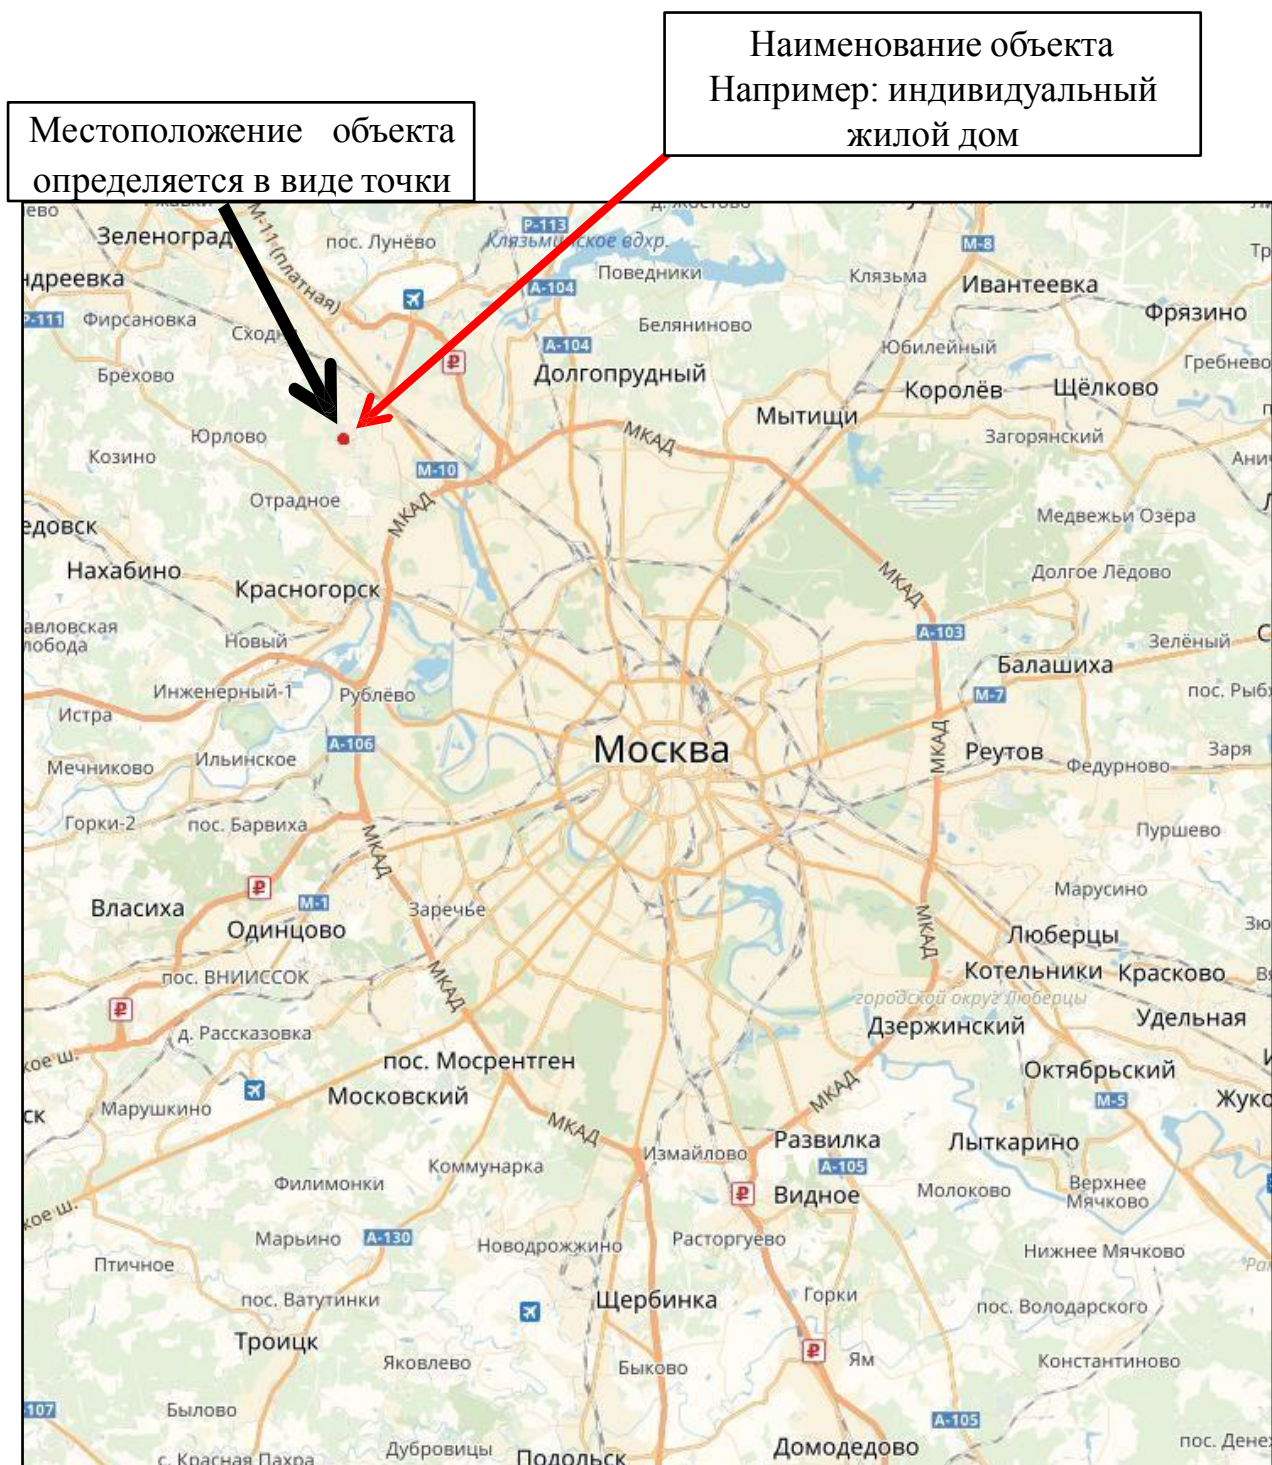 Наименование объекта
Например: индивидуальный
жилой дом
Местоположение объекта
определяется в виде точки
Зеленоград
М-11 (платная)
пос. Лунёво
Р-113
Клязьминское вдхр.
М-8
Поведники
Клязьма
Ивантеевка
А-104
Фирсановка
Сходня
Беляниново
Фрязино
А-104
Юбилейный
Гребнево
Брёхово
Долгопрудный
Королёв
Щёлково
Мытищи
Юрлово
МКАД
Загорянский
Козино
М-10
Отрадное
МКАД
Медвежьи Озёра
Нахабино
Красногорск
МКАД
Долгое Лёдово
Новый
А-103
Зелёный
Балашиха
Инженерный-1
Рублёво
М-7
Истра
А-106
Москва
МКАД
Реутов
Заря
Мечниково
Ильинское
Федурново
Горки-2
пос. Барвиха
МКАД
Пуршево
Власиха
М-1
Заречье
Марусино
Одинцово
МКАД
Люберцы
пос. ВНИИССОК
МКАД
Котельники
Красково
городской округ Люберцы
д. Рассказовка
Дзержинский
Удельная
пос. Мосрентген
Октябрьский
Московский
МКАД
М-5
Марушкино
МКАД
Развилка
Лыткарино
Измайлово
Коммунарка
А-105
Филимонки
Видное
Молоково
Верхнее
Мячково
Марьино
А-130
Новодрожжино
Расторгуево
Нижнее Мячково
Птичное
пос. Ватутинки
Щербинка
Горки
пос. Володарского
Троицк
Яковлево
Быково
Ям
Константиново
107
Былово
А-105
с. Красная Пахра
Дубровицы
Подольск
Домодедово